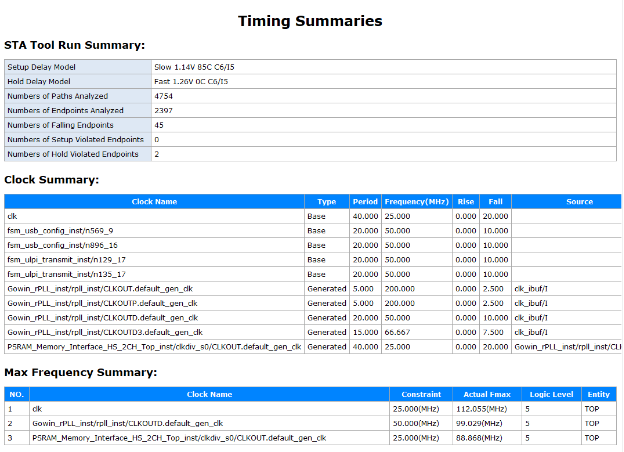 Timing Summaries
STA Tool Run Summary:
Setup Delay Model Slow 1.14V 85C C6/I5
Hold Delay Model Fast 1.26V 0C C6/I5
Numbers of Paths Analyzed 4754
Numbers of Endpoints Analyzed 2397
Numbers of Falling Endpoints 45
Numbers of Setup Violated Endpoints 0
Numbers of Hold Violated Endpoints 2
Clock Summary:
Clock Name Type Period Frequency(MHz) Rise Fall Source
clk Base 40.000 25.000 0.000 20.000
fsm_usb_config_inst/n569_9 Base 20.000 50.000 0.000 10.000
fsm_usb_config_inst/n896_16 Base 20.000 50.000 0.000 10.000
fsm_ulpi_transmit_inst/n129_17 Base 20.000 50.000 0.000 10.000
fsm_ulpi_transmit_inst/n135_17 Base 20.000 50.000 0.000 10.000
Gowin_rPLL_inst/rpll_inst/CLKOUT.default_gen_clk Generated 5.000 200.000 0.000 2.500 clk_ibuf/I
Gowin_rPLL_inst/rpll_inst/CLKOUTP.default_gen_clk Generated 5.000 200.000 0.000 2.500 clk_ibuf/I
Gowin_rPLL_inst/rpll_inst/CLKOUTD.default_gen_clk Generated 20.000 50.000 0.000 10.000 clk_ibuf/I
Gowin_rPLL_inst/rpll_inst/CLKOUTD3.default_gen_clk Generated 15.000 66.667 0.000 7.500 clk_ibuf/I
PSRAM_Memory_Interface_HS_2CH_Top_inst/clkdiv_s0/CLKOUT.default_gen_clk Generated 40.000 25.000 0.000 20.000 Gowin_rPLL_inst/rpll_inst/CL
Max Frequency Summary:
NO. Clock Name Constraint Actual Fmax Logic Level Entity
1 clk 25.000(MHz) 112.055(MHz) 5 TOP
2 Gowin_rPLL_inst/rpll_inst/CLKOUTD.default_gen_clk 50.000(MHz) 99.029(MHz) 5 TOP
3 PSRAM_Memory_Interface_HS_2CH_Top_inst/clkdiv_s0/CLKOUT.default_gen_clk 25.000(MHz) 88.868(MHz) 5 TOP